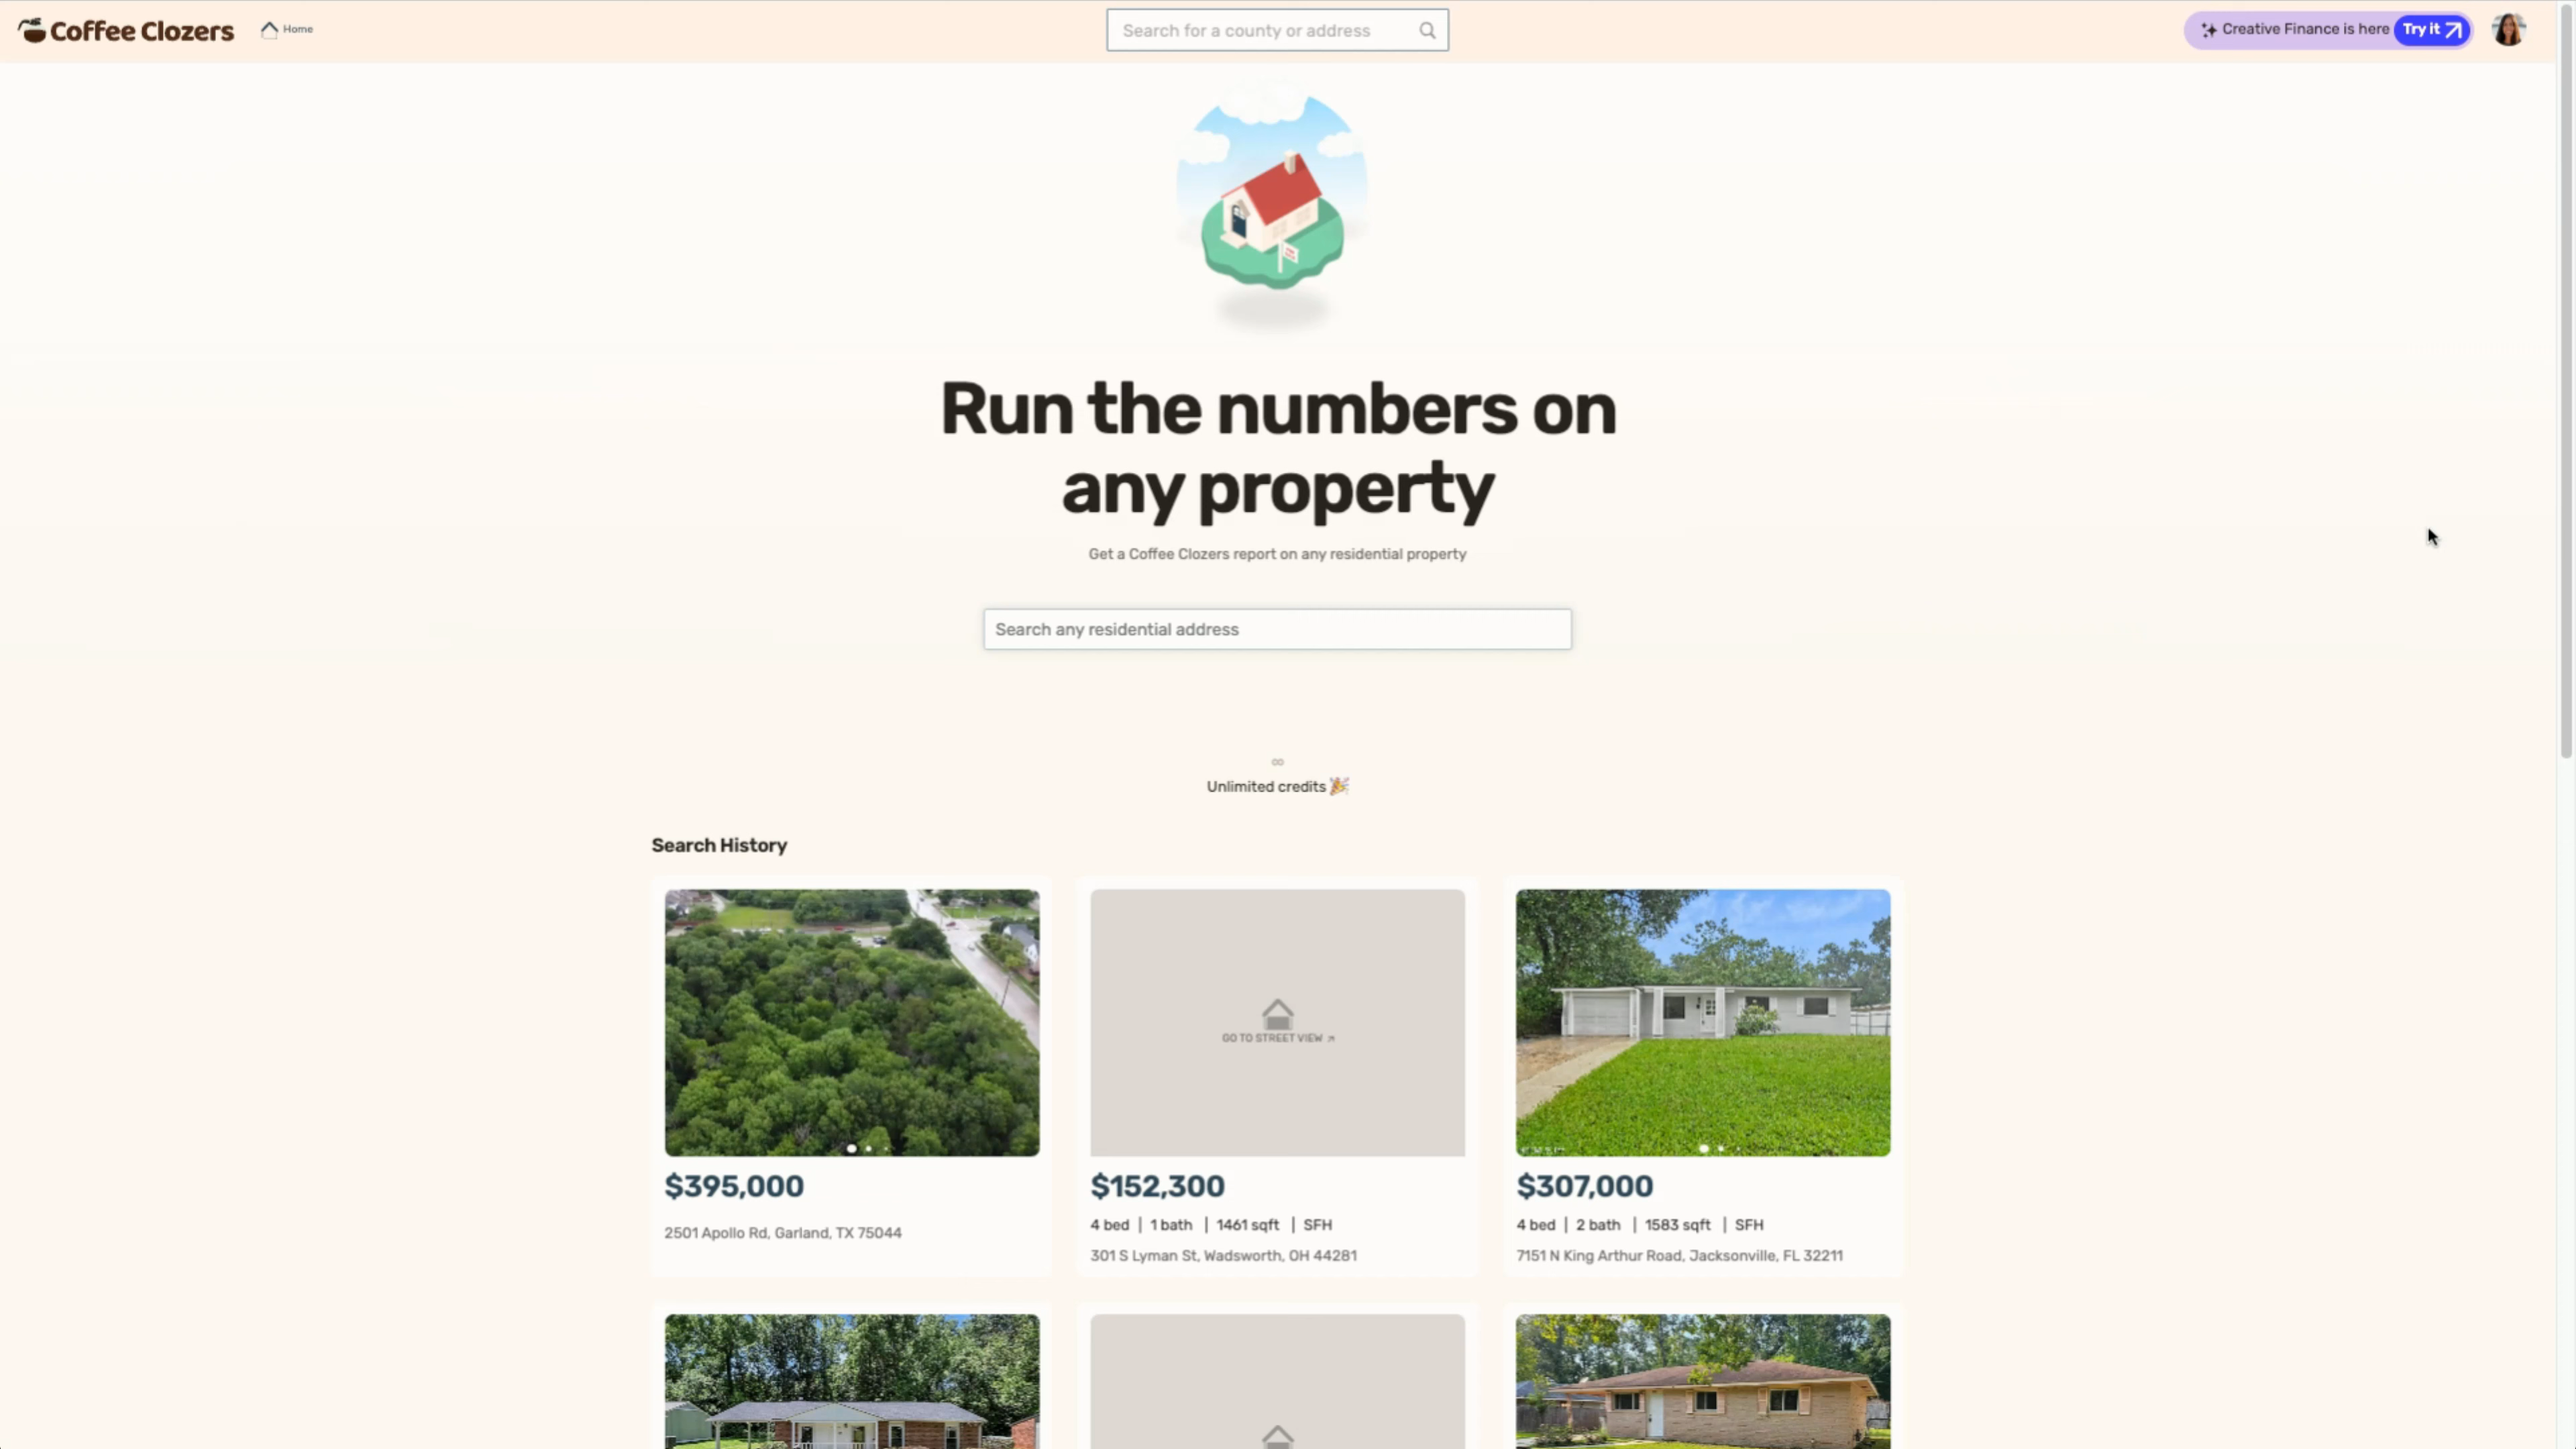 Coffee Clozers
Home
Search for a county or address
Creative Finance is here
Try it
Run the numbers on
any property
Get a Coffee Clozers report on any residential property
Search any residential address
∞
Unlimited credits 🎉
Search History
$395,000
2501 Apollo Rd, Garland, TX 75044
GO TO STREET VIEW
$152,300
4 bed | 1 bath | 1461 sqft | SFH
301 S Lyman St, Wadsworth, OH 44281
$307,000
4 bed | 2 bath | 1583 sqft | SFH
7151 N King Arthur Road, Jacksonville, FL 32211